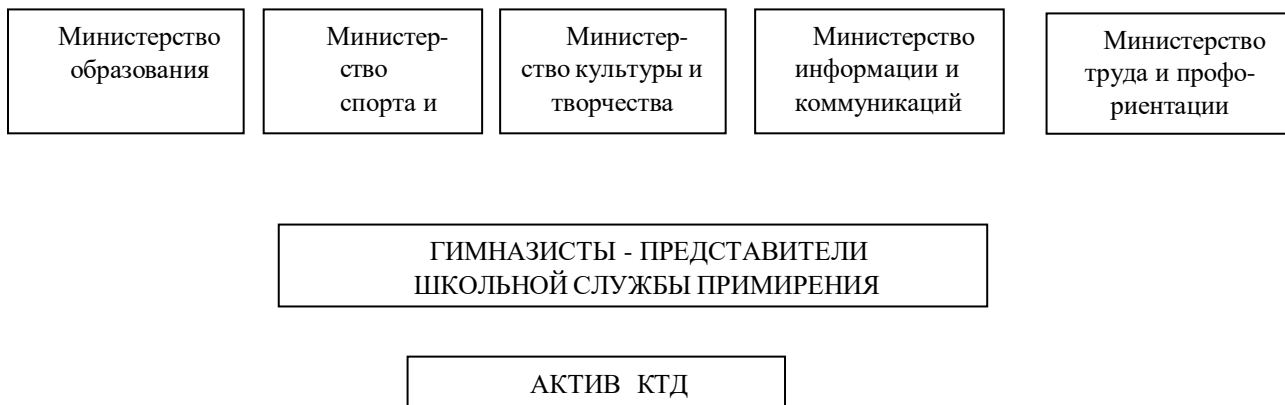 Министерство
образования
Министер-
ство
спорта и
Министер-
ство культуры и
творчества
Министерство
информации и
коммуникаций
Министерство
труда и профо-
риентации
ГИМНАЗИСТЫ - ПРЕДСТАВИТЕЛИ
ШКОЛЬНОЙ СЛУЖБЫ ПРИМИРЕНИЯ
АКТИВ КТД